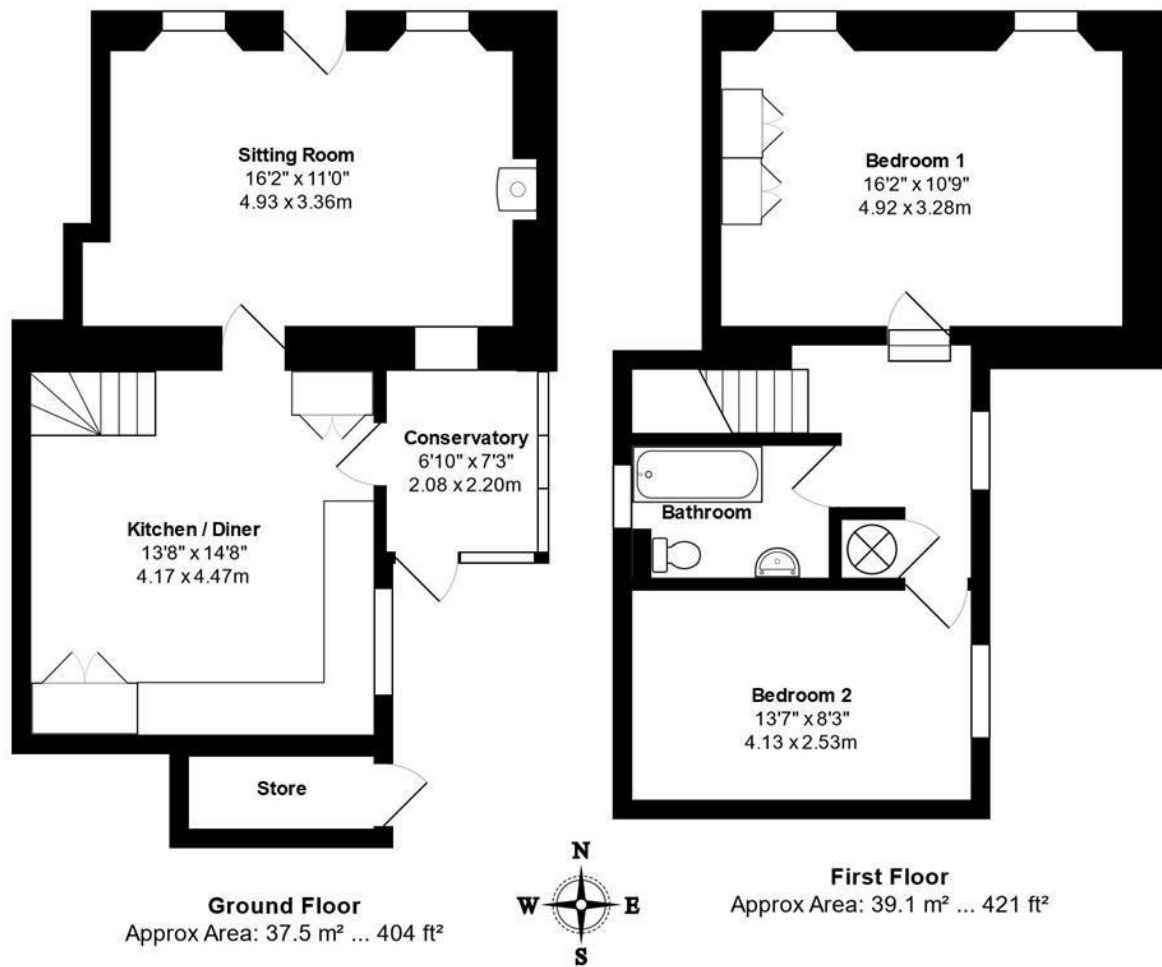 Sitting Room
16'2" x 11'0"
4.93 x 3.36m
Conservatory
6'10" x 7'3"
2.08 x 2.20m
Kitchen / Diner
13'8" x 14'8"
4.17 x 4.47m
Store
Ground Floor
Approx Area: 37.5 m² ... 404 ft²
Bedroom 1
16'2" x 10'9"
4.92 x 3.28m
Bathroom
Bedroom 2
13'7" x 8'3"
4.13 x 2.53m
First Floor
Approx Area: 39.1 m² ... 421 ft²
N
W E
S